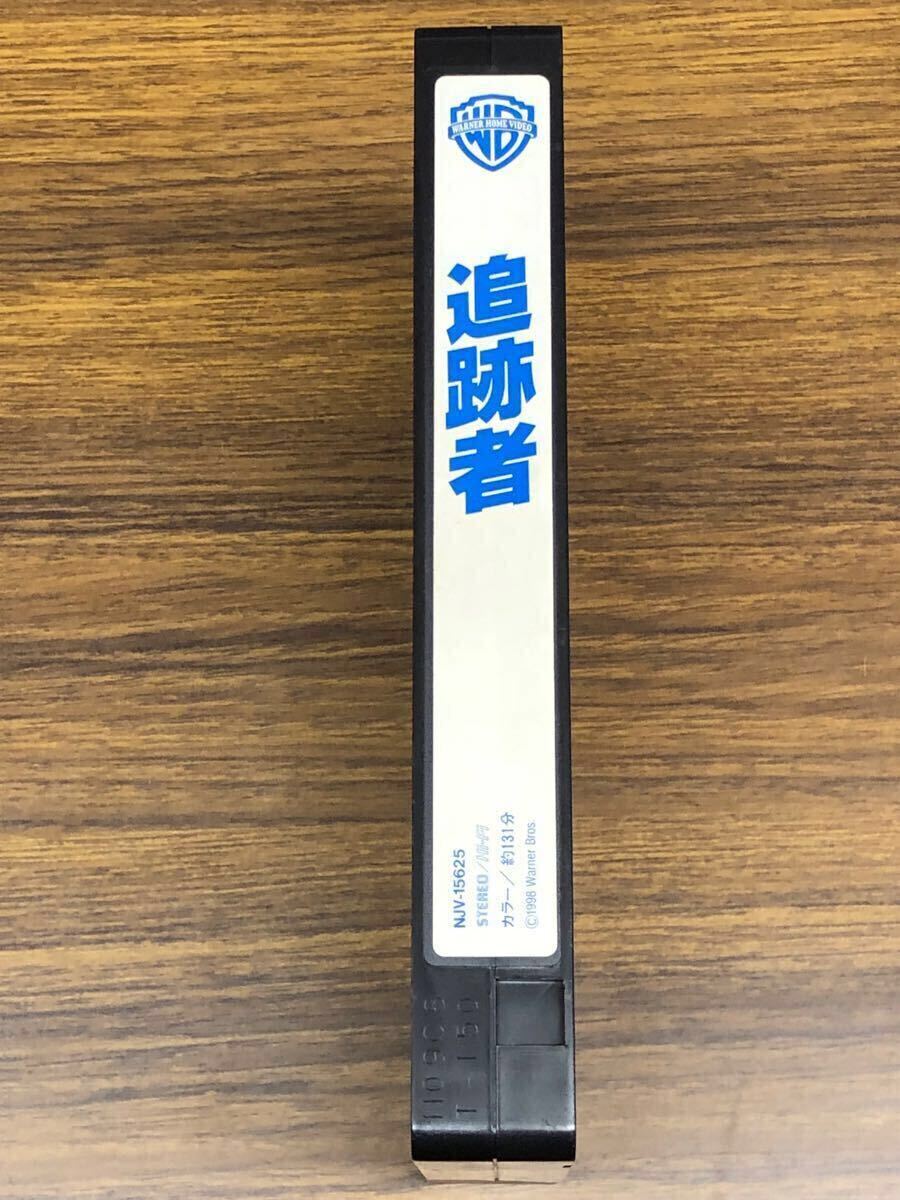 WARNER HOME VIDEO
追跡者
NJV-15625
STEREO/Hi-Fi
カラー/約131分
©1998 Warner Bros.
T-150